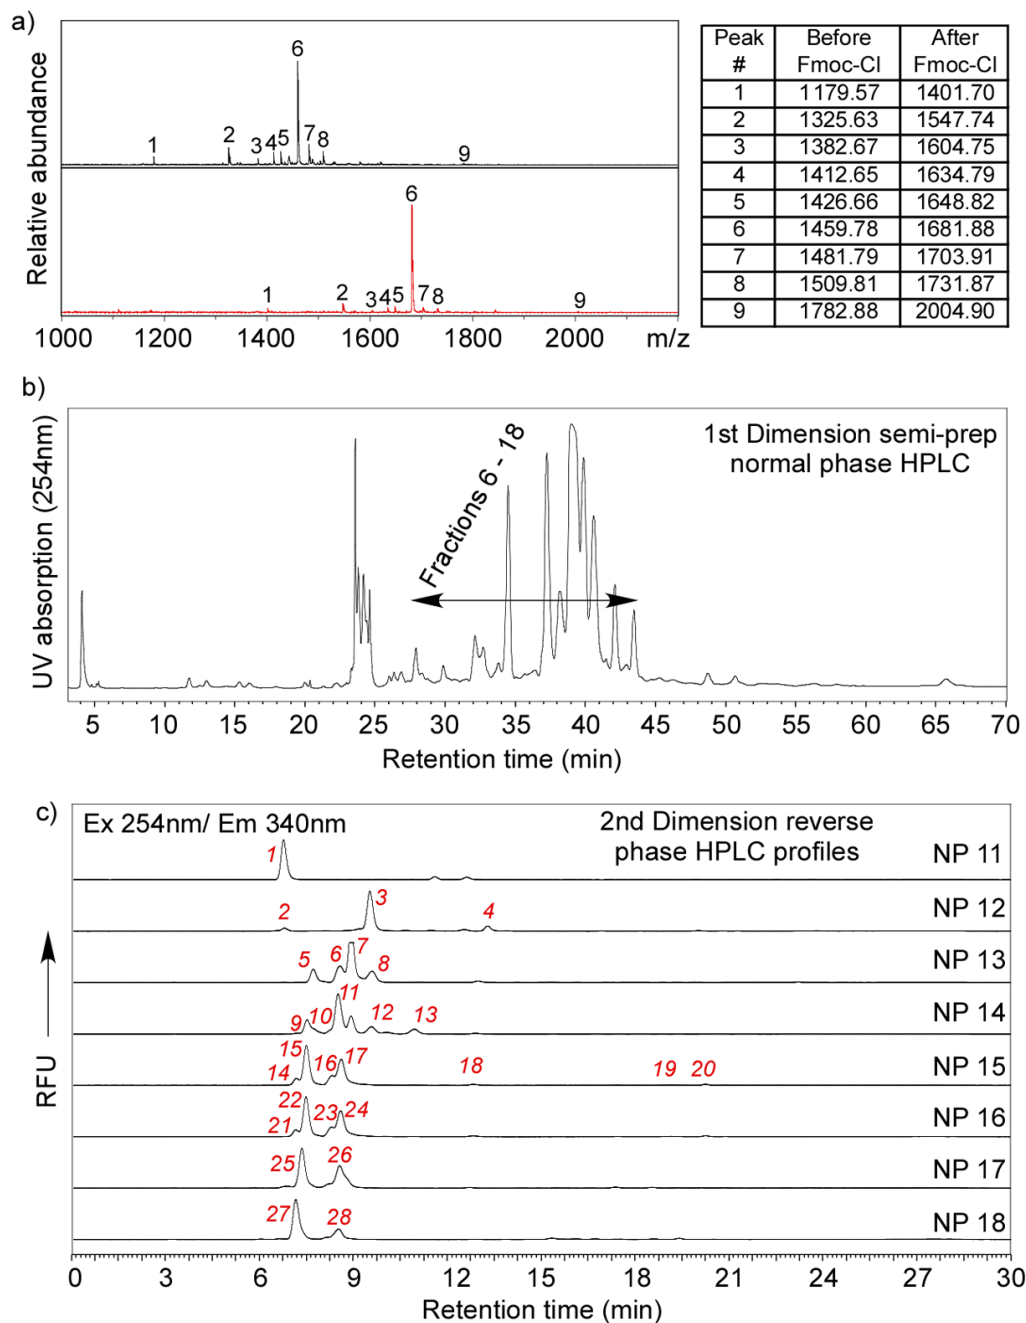 a)
Relative abundance
1 2 3 4 5 6 7 8 9
1 2 3 4 5 6 7 8 9
1000 1200 1400 1600 1800 2000 m/z
Peak # Before Fmoc-Cl After Fmoc-Cl
1 1179.57 1401.70
2 1325.63 1547.74
3 1382.67 1604.75
4 1412.65 1634.79
5 1426.66 1648.82
6 1459.78 1681.88
7 1481.79 1703.91
8 1509.81 1731.87
9 1782.88 2004.90
b)
UV absorption (254nm)
Fractions 6 - 18
1st Dimension semi-prep
normal phase HPLC
5 10 15 20 25 30 35 40 45 50 55 60 65 70
Retention time (min)
c)
Ex 254nm/ Em 340nm
2nd Dimension reverse
phase HPLC profiles
RFU
1 NP 11
2 3 4 NP 12
5 6 7 8 NP 13
9 10 11 12 13 NP 14
14 15 16 17 18 19 20 NP 15
21 22 23 24 NP 16
25 26 NP 17
27 28 NP 18
0 3 6 9 12 15 18 21 24 27 30
Retention time (min)